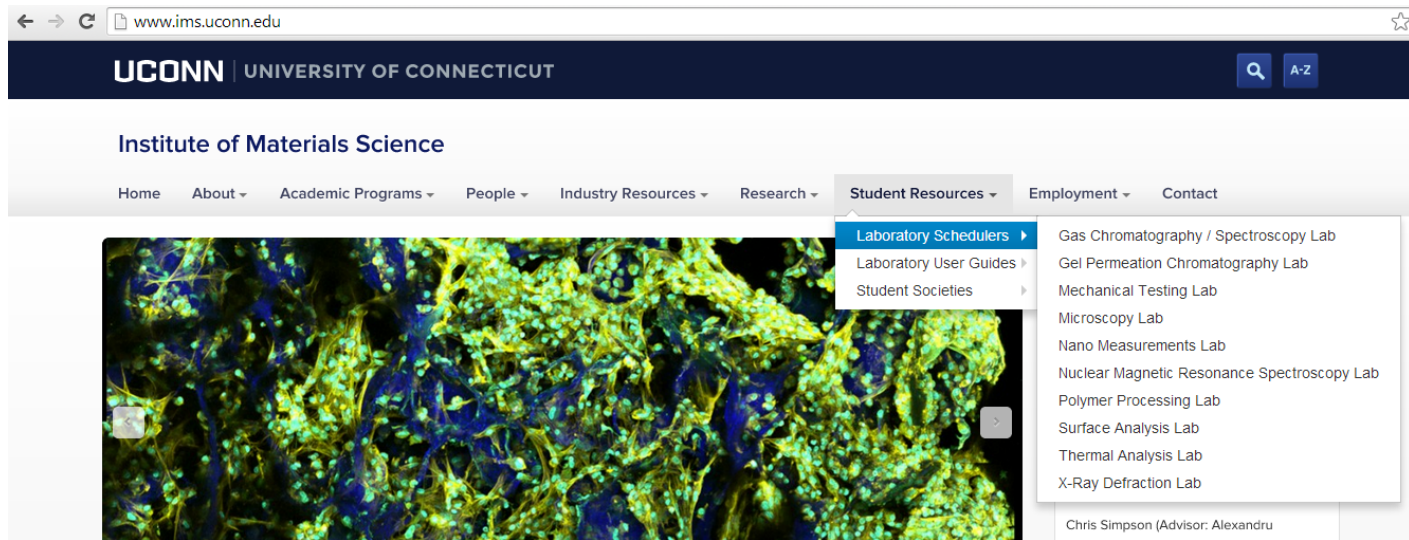 www.ims.uconn.edu
UCONN | UNIVERSITY OF CONNECTICUT
A-Z
Institute of Materials Science
Home About Academic Programs People Industry Resources Research Student Resources Employment Contact
Laboratory Schedulers
Laboratory User Guides
Student Societies
Gas Chromatography / Spectroscopy Lab
Gel Permeation Chromatography Lab
Mechanical Testing Lab
Microscopy Lab
Nano Measurements Lab
Nuclear Magnetic Resonance Spectroscopy Lab
Polymer Processing Lab
Surface Analysis Lab
Thermal Analysis Lab
X-Ray Defraction Lab
Chris Simpson (Advisor: Alexandru